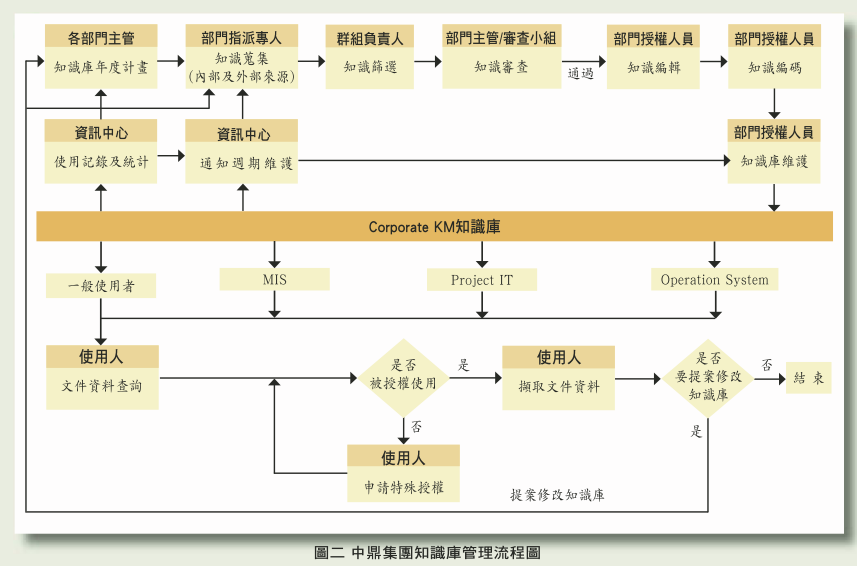 各部門主管
知識庫年度計畫
部門指派專人
知識蒐集
(內部及外部來源)
群組負責人
知識篩選
部門主管/審查小組
知識審查
通過
部門授權人員
知識編輯
部門授權人員
知識編碼
資訊中心
使用記錄及統計
資訊中心
通知週期維護
部門授權人員
知識庫維護
Corporate KM知識庫
一般使用者
MIS
Project IT
Operation System
使用人
文件資料查詢
是否
被授權使用
是
否
使用人
申請特殊授權
使用人
擷取文件資料
是否
要提案修改
知識庫
否
結束
是
提案修改知識庫
圖二 中鼎集團知識庫管理流程圖